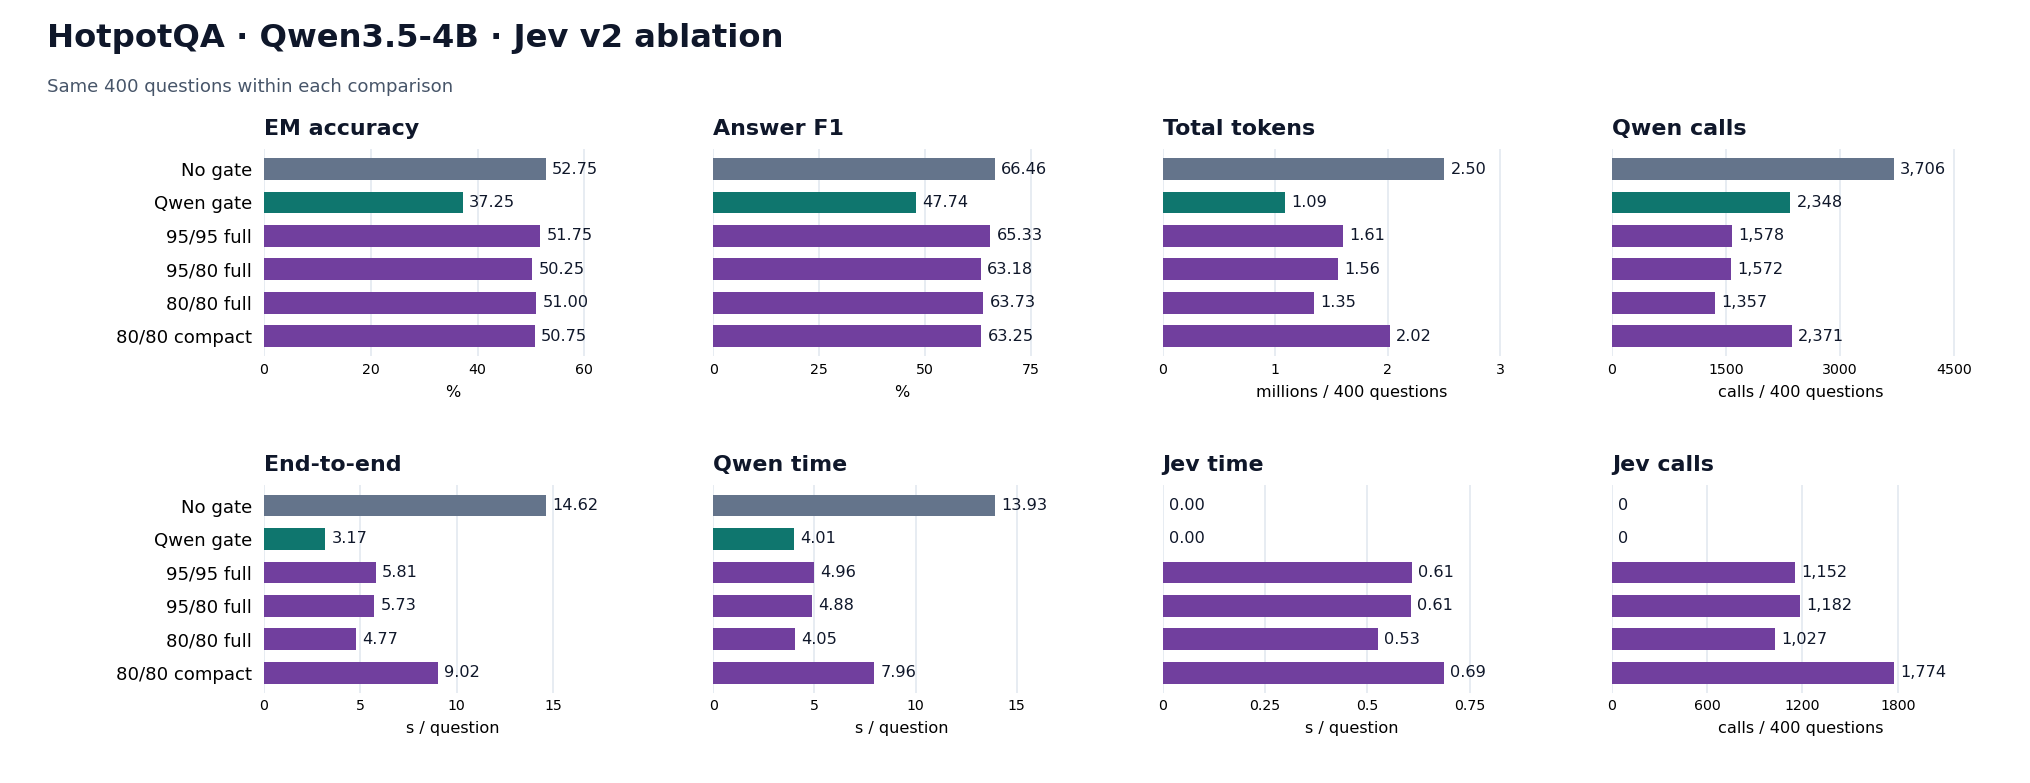 HotpotQA · Qwen3.5-4B · Jev v2 ablation
Same 400 questions within each comparison
EM accuracy
No gate 52.75
Qwen gate 37.25
95/95 full 51.75
95/80 full 50.25
80/80 full 51.00
80/80 compact 50.75
0 20 40 60
%
Answer F1
66.46
47.74
65.33
63.18
63.73
63.25
0 25 50 75
%
Total tokens
2.50
1.09
1.61
1.56
1.35
2.02
0 1 2 3
millions / 400 questions
Qwen calls
3,706
2,348
1,578
1,572
1,357
2,371
0 1500 3000 4500
calls / 400 questions
End-to-end
No gate 14.62
Qwen gate 3.17
95/95 full 5.81
95/80 full 5.73
80/80 full 4.77
80/80 compact 9.02
0 5 10 15
s / question
Qwen time
13.93
4.01
4.96
4.88
4.05
7.96
0 5 10 15
s / question
Jev time
0.00
0.00
0.61
0.61
0.53
0.69
0 0.25 0.5 0.75
s / question
Jev calls
0
0
1,152
1,182
1,027
1,774
0 600 1200 1800
calls / 400 questions